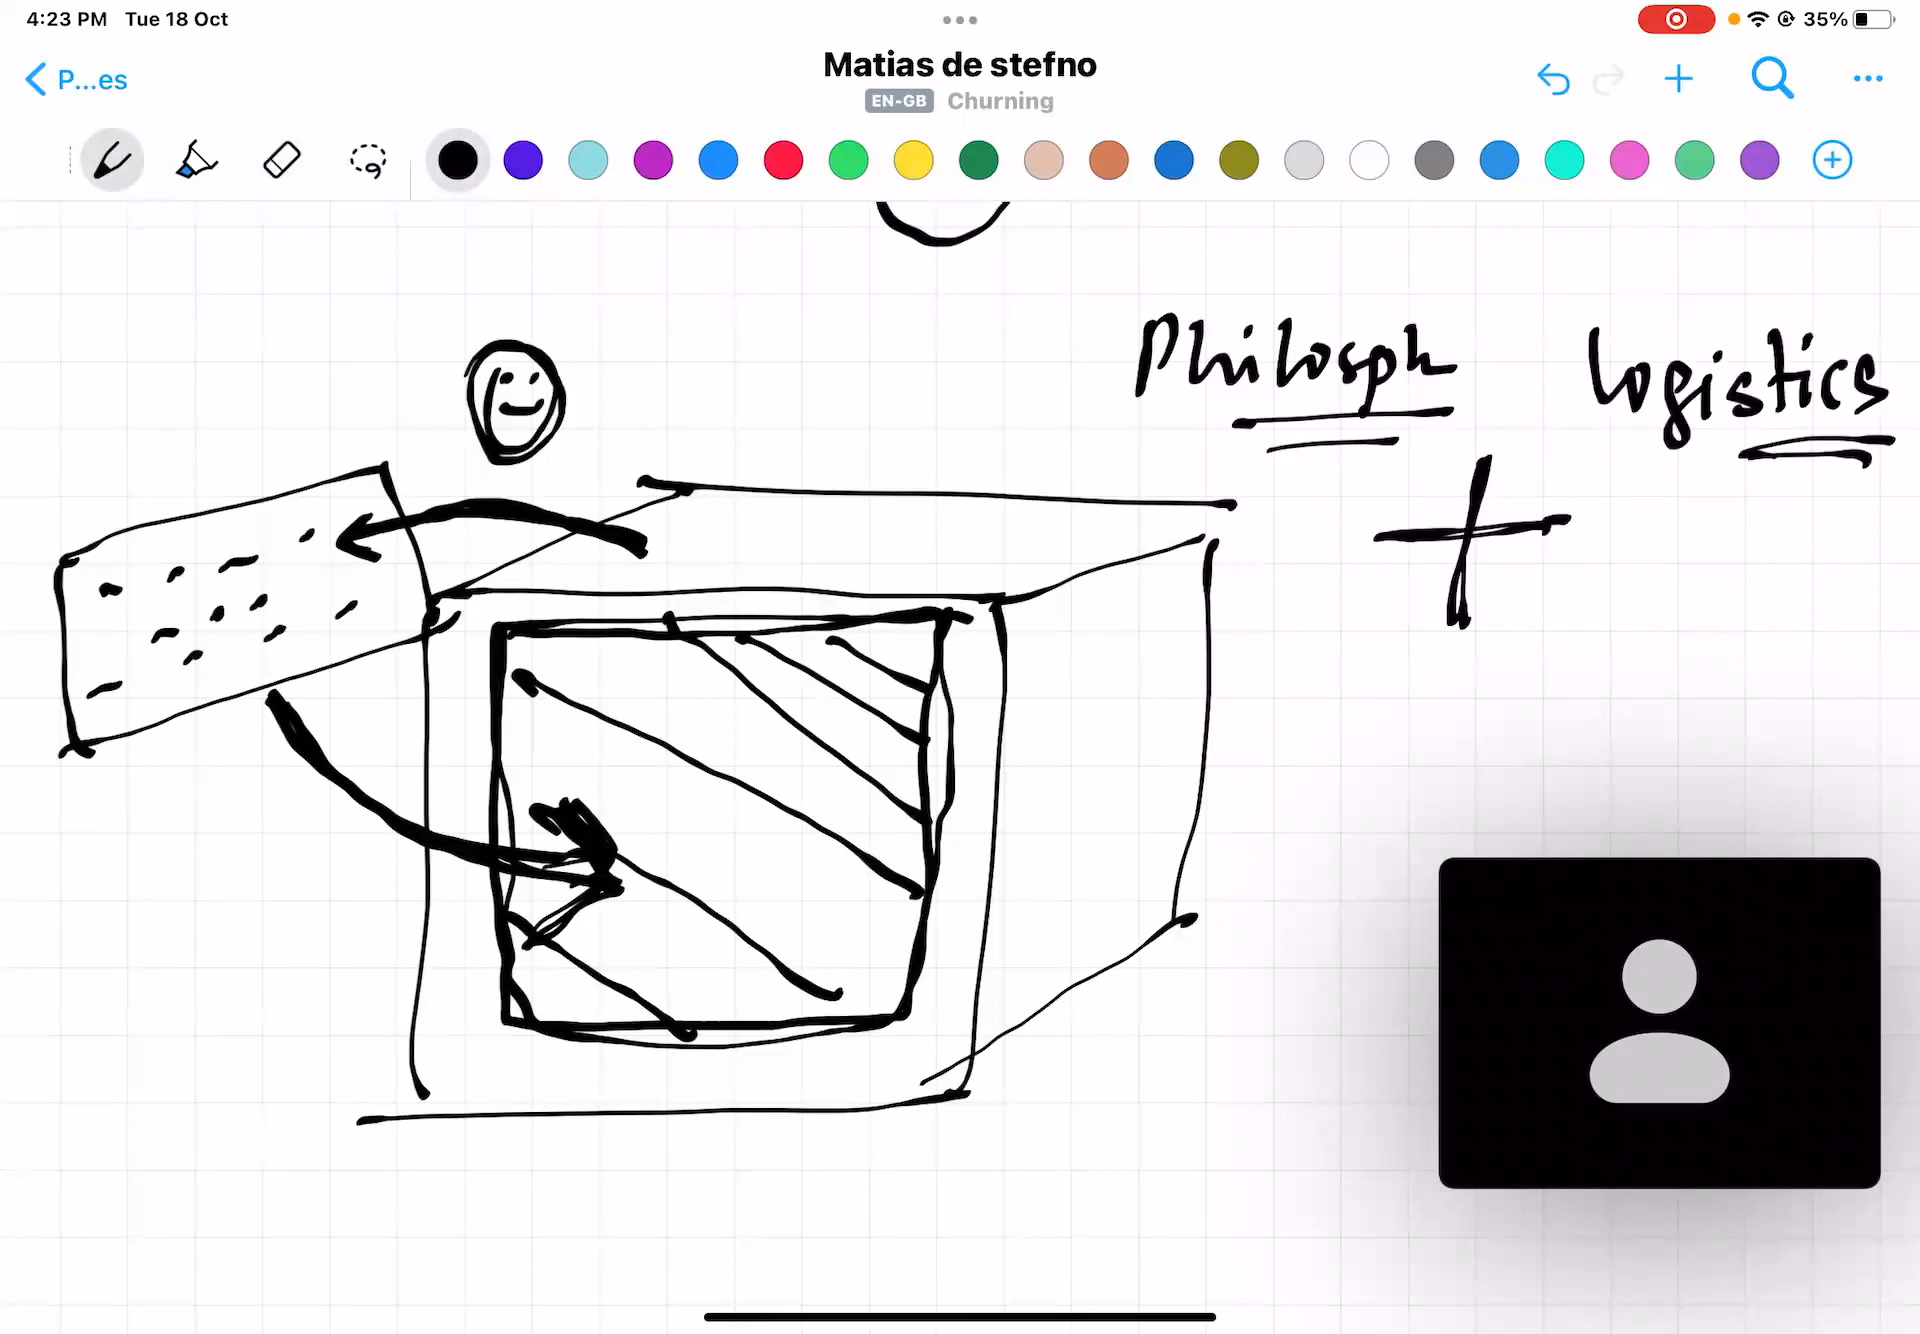 4:23 PM Tue 18 Oct
35%
P...es
Matias de stefno
EN-GB Churning
Philosph logistics